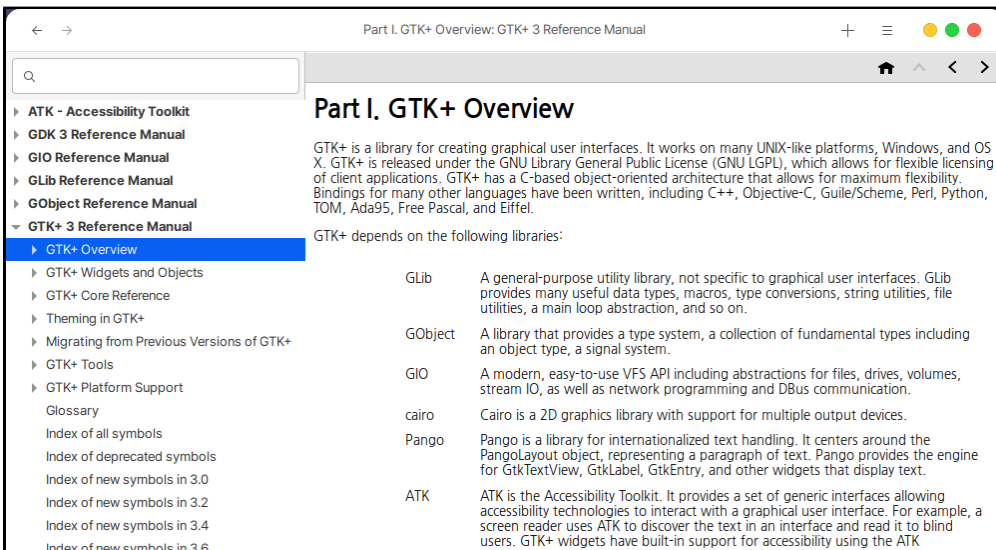 Part I. GTK+ Overview: GTK+ 3 Reference Manual
ATK - Accessibility Toolkit
GDK 3 Reference Manual
GIO Reference Manual
GLib Reference Manual
GObject Reference Manual
GTK+ 3 Reference Manual
GTK+ Overview
GTK+ Widgets and Objects
GTK+ Core Reference
Theming in GTK+
Migrating from Previous Versions of GTK+
GTK+ Tools
GTK+ Platform Support
Glossary
Index of all symbols
Index of deprecated symbols
Index of new symbols in 3.0
Index of new symbols in 3.2
Index of new symbols in 3.4
Index of new symbols in 3.6
Part I. GTK+ Overview
GTK+ is a library for creating graphical user interfaces. It works on many UNIX-like platforms, Windows, and OS
X. GTK+ is released under the GNU Library General Public License (GNU LGPL), which allows for flexible licensing
of client applications. GTK+ has a C-based object-oriented architecture that allows for maximum flexibility.
Bindings for many other languages have been written, including C++, Objective-C, Guile/Scheme, Perl, Python,
TOM, Ada95, Free Pascal, and Eiffel.
GTK+ depends on the following libraries:
GLib A general-purpose utility library, not specific to graphical user interfaces. GLib
provides many useful data types, macros, type conversions, string utilities, file
utilities, a main loop abstraction, and so on.
GObject A library that provides a type system, a collection of fundamental types including
an object type, a signal system.
GIO A modern, easy-to-use VFS API including abstractions for files, drives, volumes,
stream IO, as well as network programming and DBus communication.
cairo Cairo is a 2D graphics library with support for multiple output devices.
Pango Pango is a library for internationalized text handling. It centers around the
PangoLayout object, representing a paragraph of text. Pango provides the engine
for GtkTextView, GtkLabel, GtkEntry, and other widgets that display text.
ATK ATK is the Accessibility Toolkit. It provides a set of generic interfaces allowing
accessibility technologies to interact with a graphical user interface. For example, a
screen reader uses ATK to discover the text in an interface and read it to blind
users. GTK+ widgets have built-in support for accessibility using the ATK